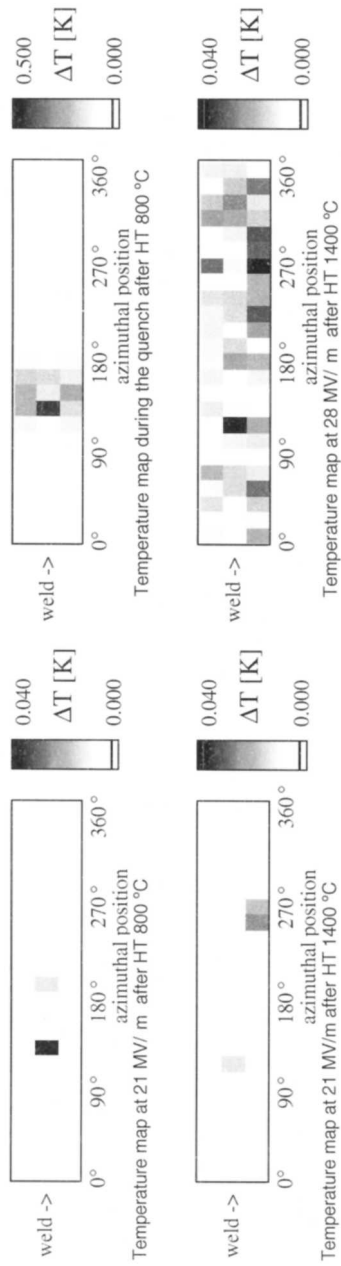 weld ->
0.040
ΔT [K]
0.000
0° 90° 180° 270° 360°
azimuthal position
Temperature map at 21 MV/ m after HT 800 °C
weld ->
0.500
ΔT [K]
0.000
0° 90° 180° 270° 360°
azimuthal position
Temperature map during the quench after HT 800 °C
weld ->
0.040
ΔT [K]
0.000
0° 90° 180° 270° 360°
azimuthal position
Temperature map at 21 MV/m after HT 1400 °C
weld ->
0.040
ΔT [K]
0.000
0° 90° 180° 270° 360°
azimuthal position
Temperature map at 28 MV/ m after HT 1400 °C